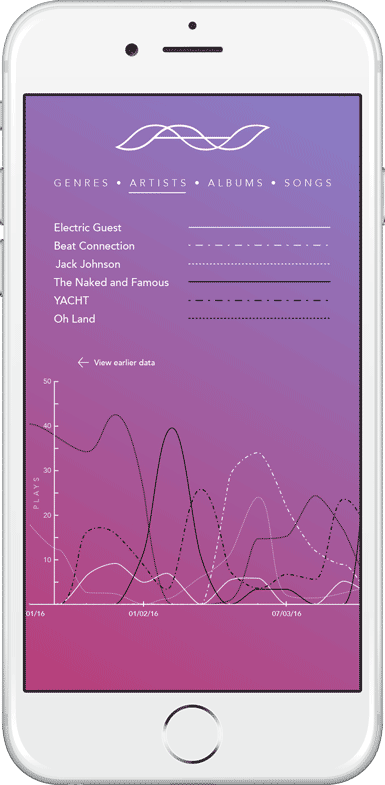 GENRES • ARTISTS • ALBUMS • SONGS
Electric Guest
Beat Connection
Jack Johnson
The Naked and Famous
YACHT
Oh Land
← View earlier data
50
40
30
20
10
PLAYS
01/16 01/02/16 07/03/16